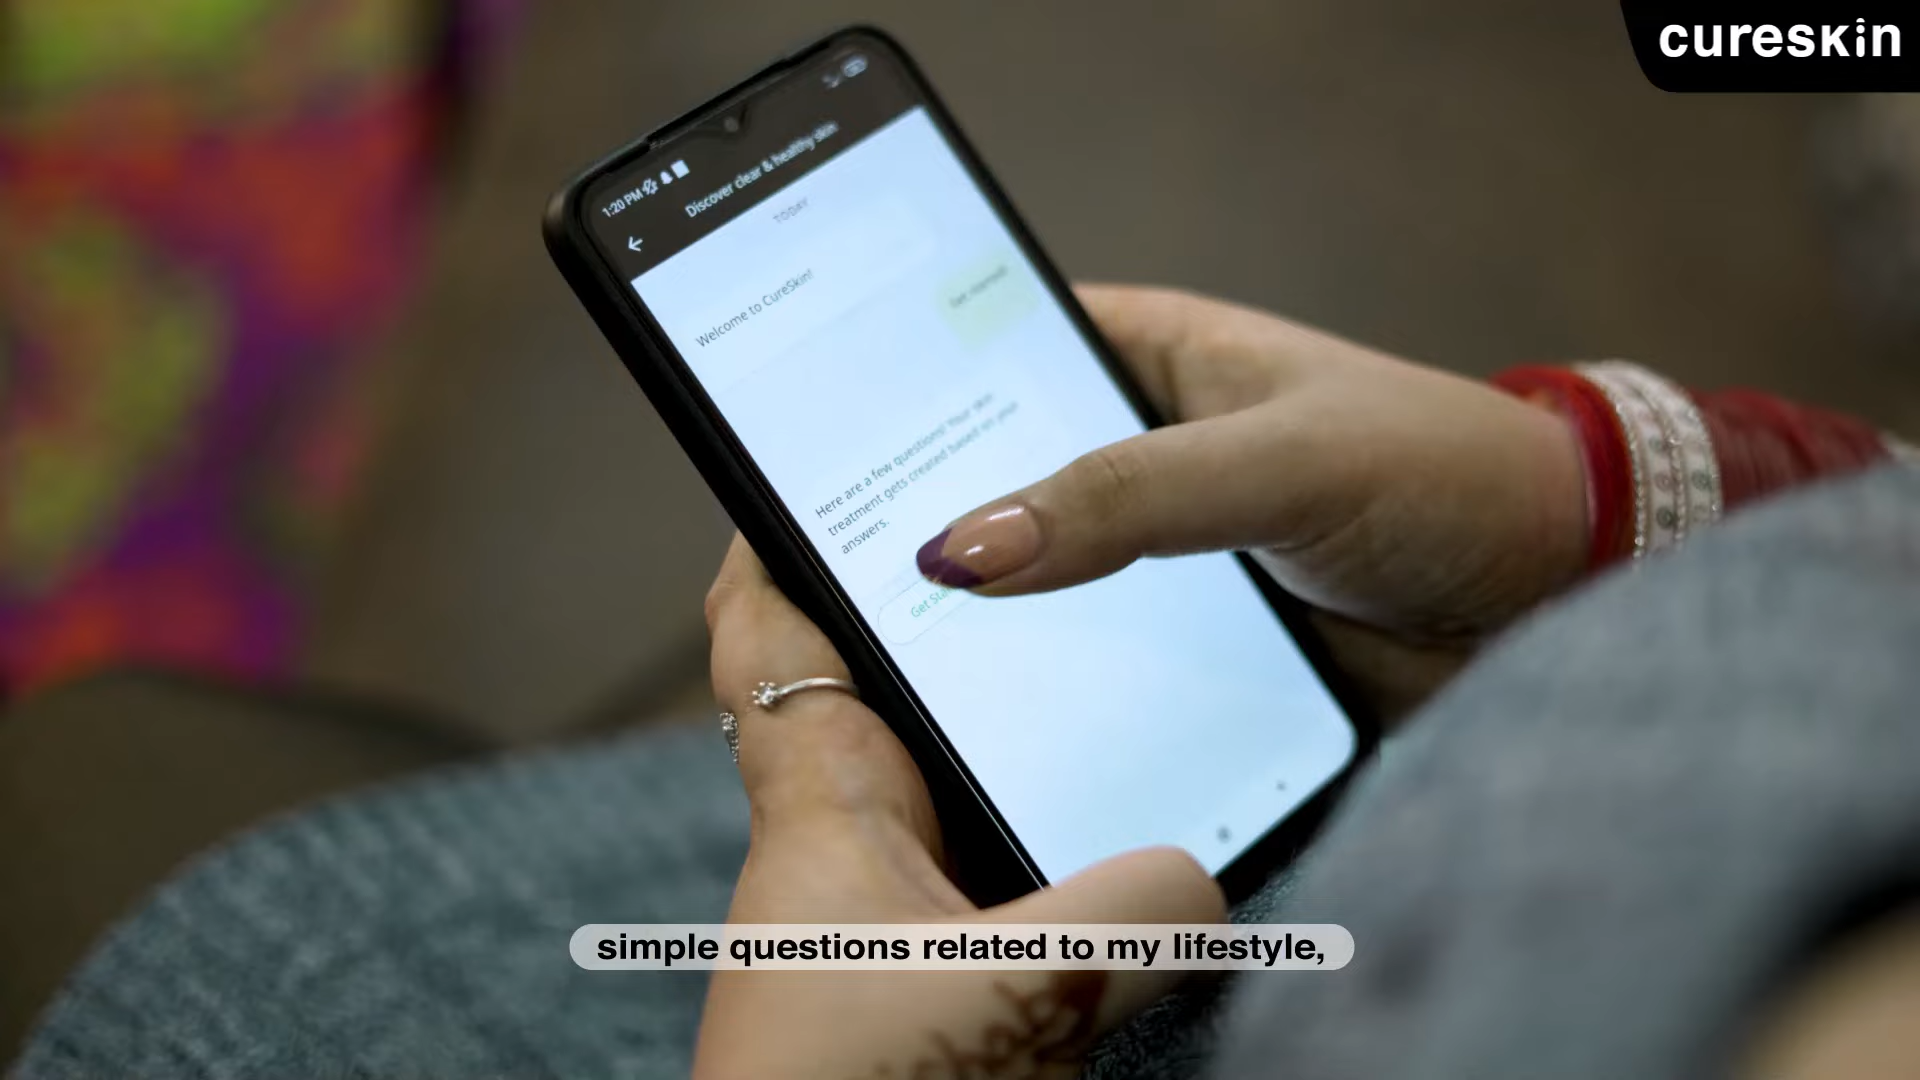 cureskin
1:20 PM
Discover clear & healthy skin
TODAY
Welcome to CureSkin!
Here are a few questions! Your skin
treatment gets created based on your
answers.
Get
simple questions related to my lifestyle,